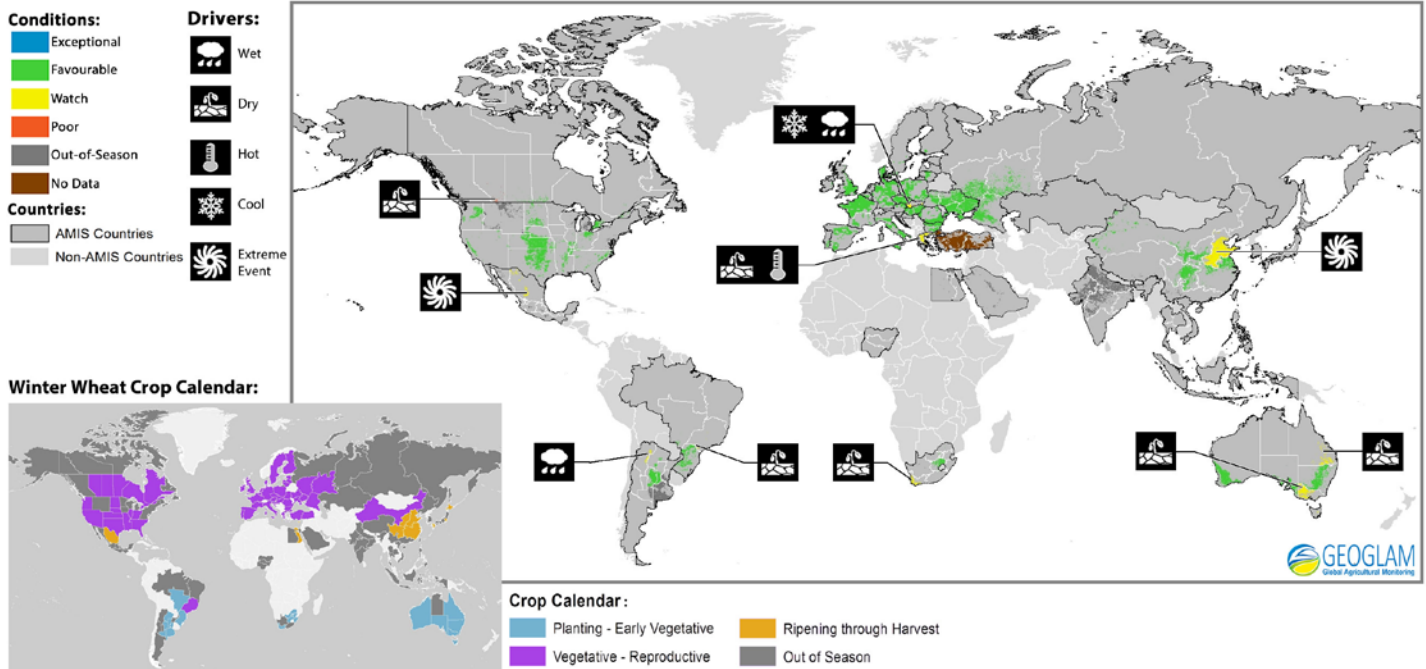 Conditions:
Exceptional
Favourable
Watch
Poor
Out-of-Season
No Data
Countries:
AMIS Countries
Non-AMIS Countries
Drivers:
Wet
Dry
Hot
Cool
Extreme
Event
Winter Wheat Crop Calendar:
GEOGLAM
Global Agricultural Monitoring
Crop Calendar :
Planting - Early Vegetative
Ripening through Harvest
Vegetative - Reproductive
Out of Season